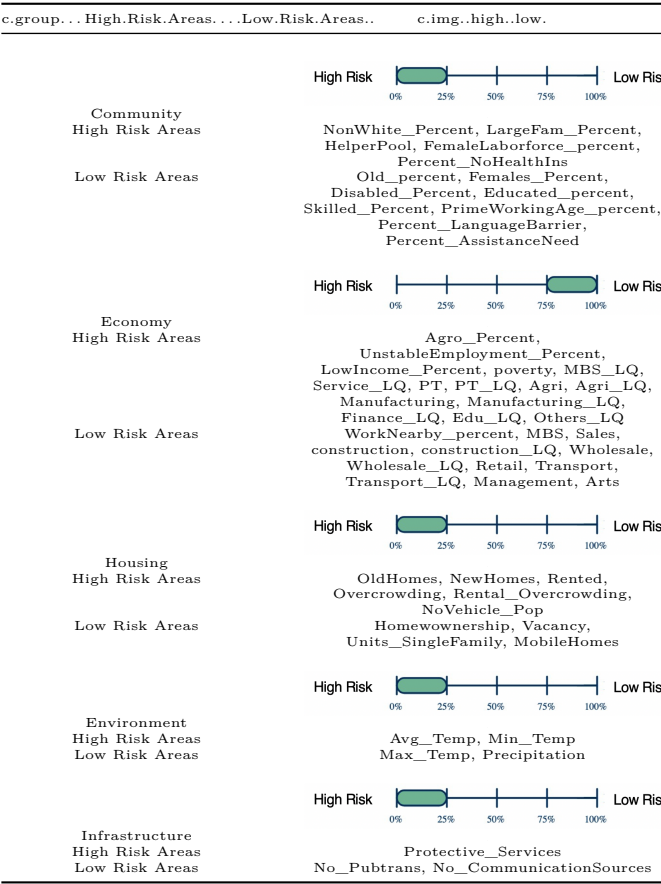 c.group...High.Risk.Areas....Low.Risk.Areas.. c.img..high..low.
High Risk Low Ris
0% 25% 50% 75% 100%
Community
High Risk Areas NonWhite_Percent, LargeFam_Percent,
HelperPool, FemaleLaborforce_percent,
Percent_NoHealthIns
Low Risk Areas Old_percent, Females_Percent,
Disabled_Percent, Educated_percent,
Skilled_Percent, PrimeWorkingAge_percent,
Percent_LanguageBarrier,
Percent_AssistanceNeed
High Risk Low Ris
0% 25% 50% 75% 100%
Economy
High Risk Areas Agro_Percent,
UnstableEmployment_Percent,
LowIncome_Percent, poverty, MBS_LQ,
Service_LQ, PT, PT_LQ, Agri, Agri_LQ,
Manufacturing, Manufacturing_LQ,
Finance_LQ, Edu_LQ, Others_LQ
Low Risk Areas WorkNearby_percent, MBS, Sales,
construction, construction_LQ, Wholesale,
Wholesale_LQ, Retail, Transport,
Transport_LQ, Management, Arts
High Risk Low Ris
0% 25% 50% 75% 100%
Housing
High Risk Areas OldHomes, NewHomes, Rented,
Overcrowding, Rental_Overcrowding,
NoVehicle_Pop
Low Risk Areas Homewownership, Vacancy,
Units_SingleFamily, MobileHomes
High Risk Low Ris
0% 25% 50% 75% 100%
Environment
High Risk Areas Avg_Temp, Min_Temp
Low Risk Areas Max_Temp, Precipitation
High Risk Low Ris
0% 25% 50% 75% 100%
Infrastructure
High Risk Areas Protective_Services
Low Risk Areas No_Pubtrans, No_CommunicationSources